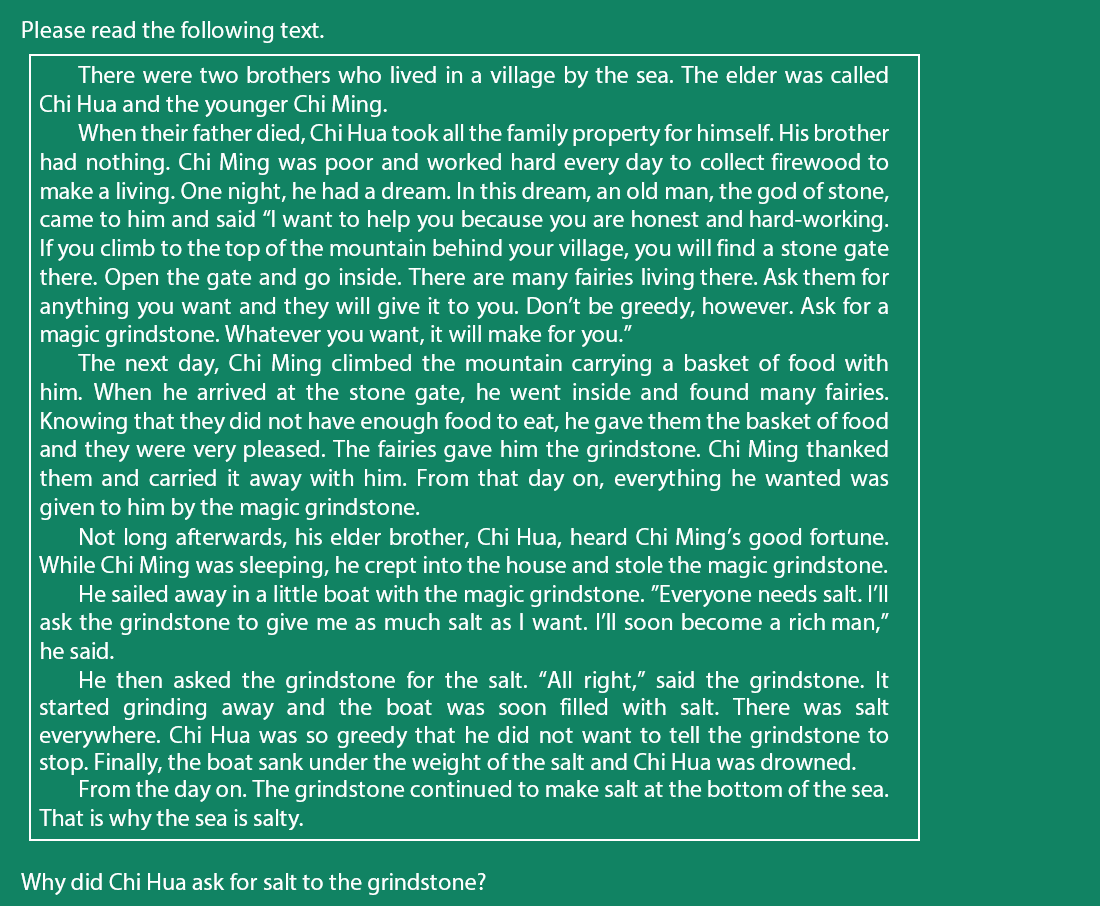 Please read the following text.
There were two brothers who lived in a village by the sea. The elder was called
Chi Hua and the younger Chi Ming.
When their father died, Chi Hua took all the family property for himself. His brother
had nothing. Chi Ming was poor and worked hard every day to collect firewood to
make a living. One night, he had a dream. In this dream, an old man, the god of stone,
came to him and said “I want to help you because you are honest and hard-working.
If you climb to the top of the mountain behind your village, you will find a stone gate
there. Open the gate and go inside. There are many fairies living there. Ask them for
anything you want and they will give it to you. Don’t be greedy, however. Ask for a
magic grindstone. Whatever you want, it will make for you.”
The next day, Chi Ming climbed the mountain carrying a basket of food with
him. When he arrived at the stone gate, he went inside and found many fairies.
Knowing that they did not have enough food to eat, he gave them the basket of food
and they were very pleased. The fairies gave him the grindstone. Chi Ming thanked
them and carried it away with him. From that day on, everything he wanted was
given to him by the magic grindstone.
Not long afterwards, his elder brother, Chi Hua, heard Chi Ming’s good fortune.
While Chi Ming was sleeping, he crept into the house and stole the magic grindstone.
He sailed away in a little boat with the magic grindstone. ”Everyone needs salt. I’ll
ask the grindstone to give me as much salt as I want. I’ll soon become a rich man,”
he said.
He then asked the grindstone for the salt. “All right,” said the grindstone. It
started grinding away and the boat was soon filled with salt. There was salt
everywhere. Chi Hua was so greedy that he did not want to tell the grindstone to
stop. Finally, the boat sank under the weight of the salt and Chi Hua was drowned.
From the day on. The grindstone continued to make salt at the bottom of the sea.
That is why the sea is salty.
Why did Chi Hua ask for salt to the grindstone?